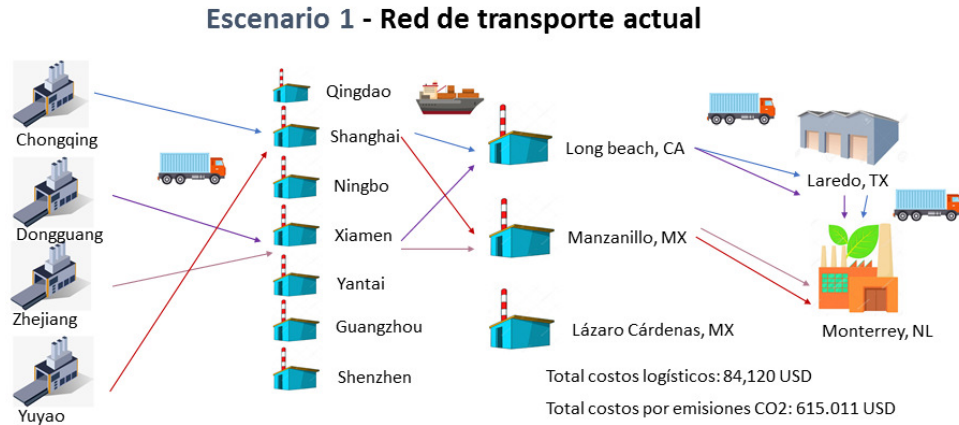 Escenario 1 - Red de transporte actual
Chongqing
Dongguang
Zhejiang
Yuyao
Qingdao
Shanghai
Ningbo
Xiamen
Yantai
Guangzhou
Shenzhen
Long beach, CA
Manzanillo, MX
Lázaro Cárdenas, MX
Laredo, TX
Monterrey, NL
Total costos logísticos: 84,120 USD
Total costos por emisiones CO2: 615.011 USD